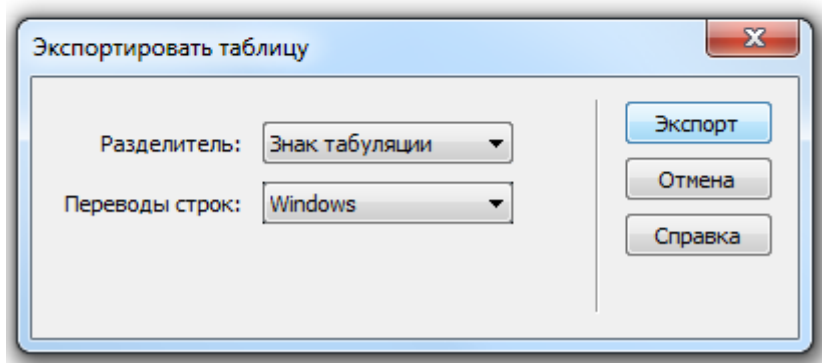 Экспортировать таблицу
Разделитель: Знак табуляции
Переводы строк: Windows
Экспорт
Отмена
Справка